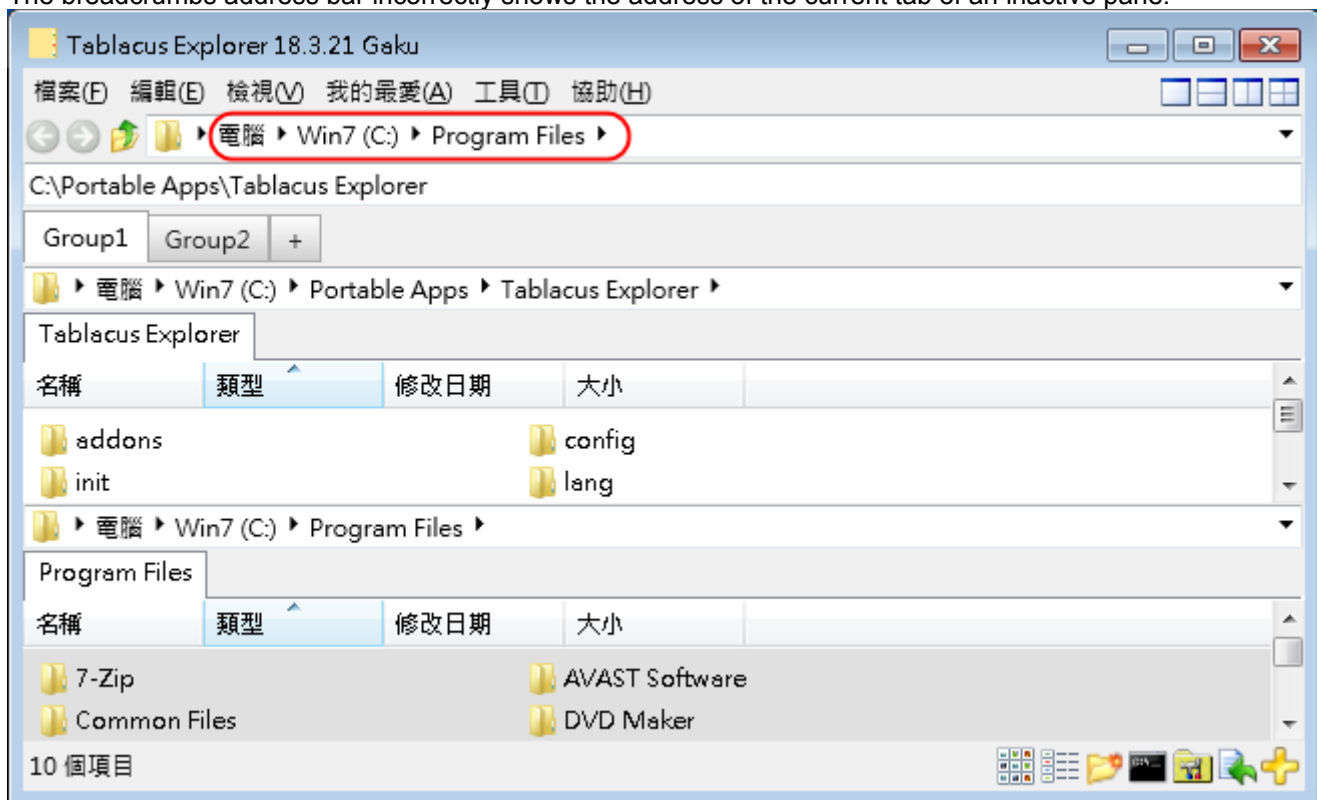 The breadcrumbs address bar incorrectly shows the address of the current tab of an inactive pane.
Tablacus Explorer 18.3.21 Gaku
檔案(F) 編輯(E) 檢視(V) 我的最愛(A) 工具(T) 協助(H)
電腦 Win7 (C:) Program Files
C:\Portable Apps\Tablacus Explorer
Group1 Group2 +
電腦 Win7 (C:) Portable Apps Tablacus Explorer
Tablacus Explorer
名稱 類型 修改日期 大小
addons config
init lang
電腦 Win7 (C:) Program Files
Program Files
名稱 類型 修改日期 大小
7-Zip AVAST Software
Common Files DVD Maker
10 個項目